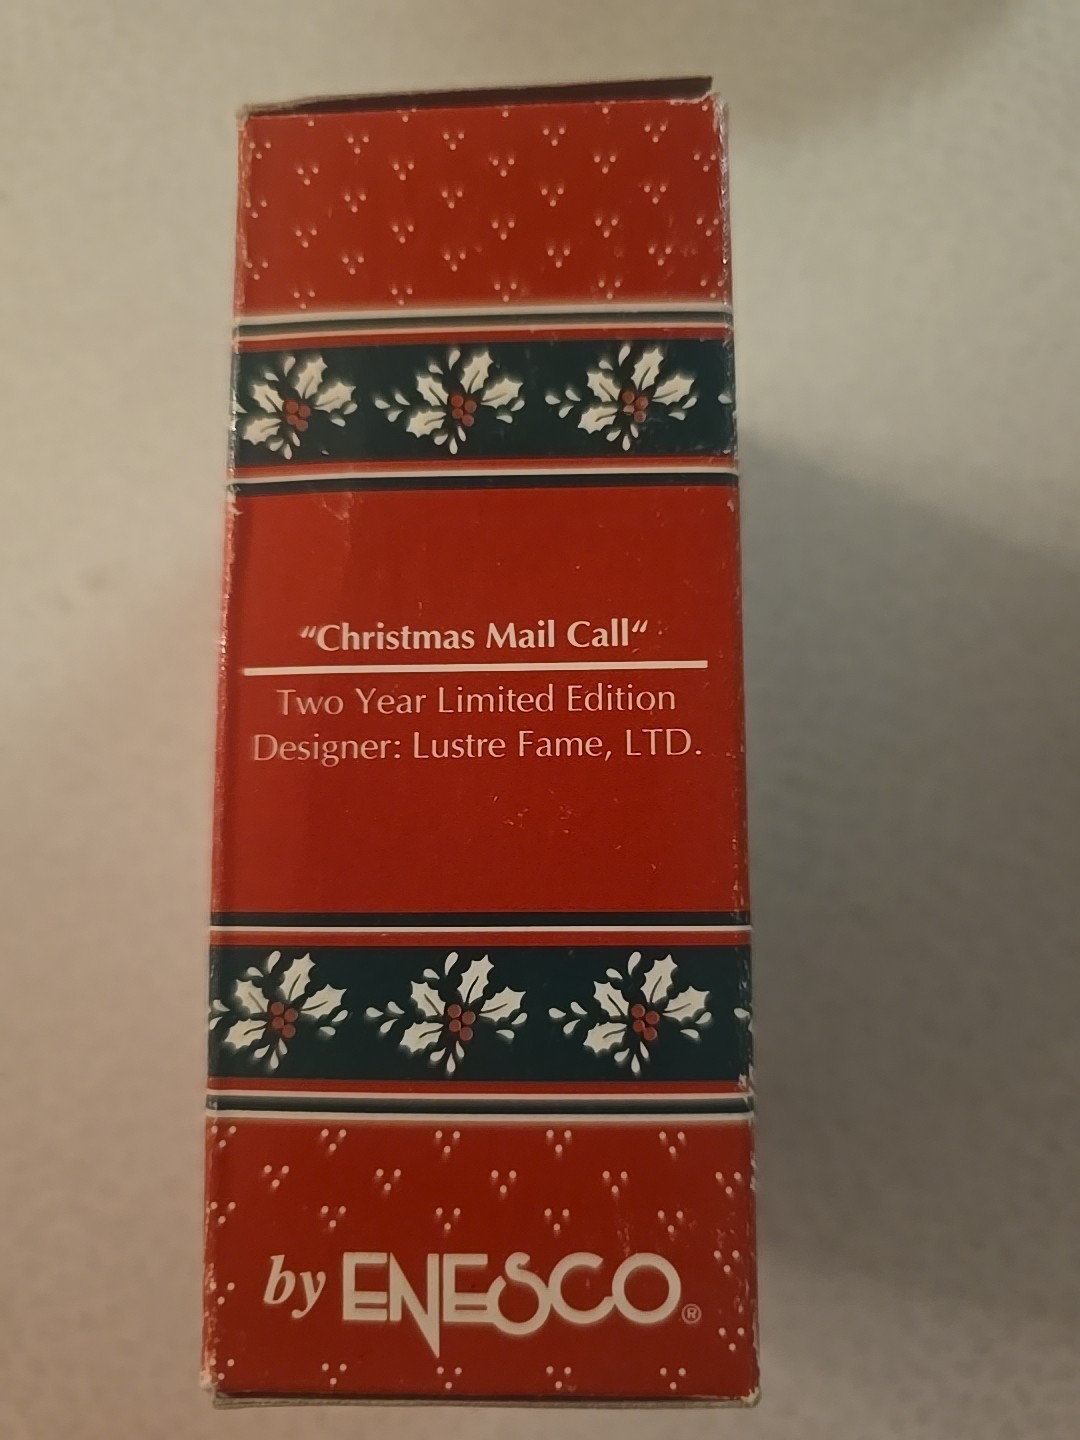 “Christmas Mail Call“
Two Year Limited Edition
Designer: Lustre Fame, LTD.
by ENESCO®